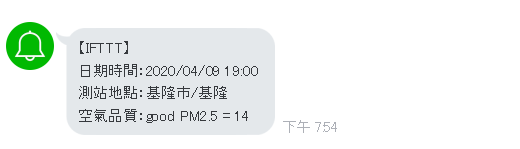 【IFTTT】
日期時間：2020/04/09 19:00
測站地點：基隆市/基隆
空氣品質：good PM2.5 = 14
下午 7:54